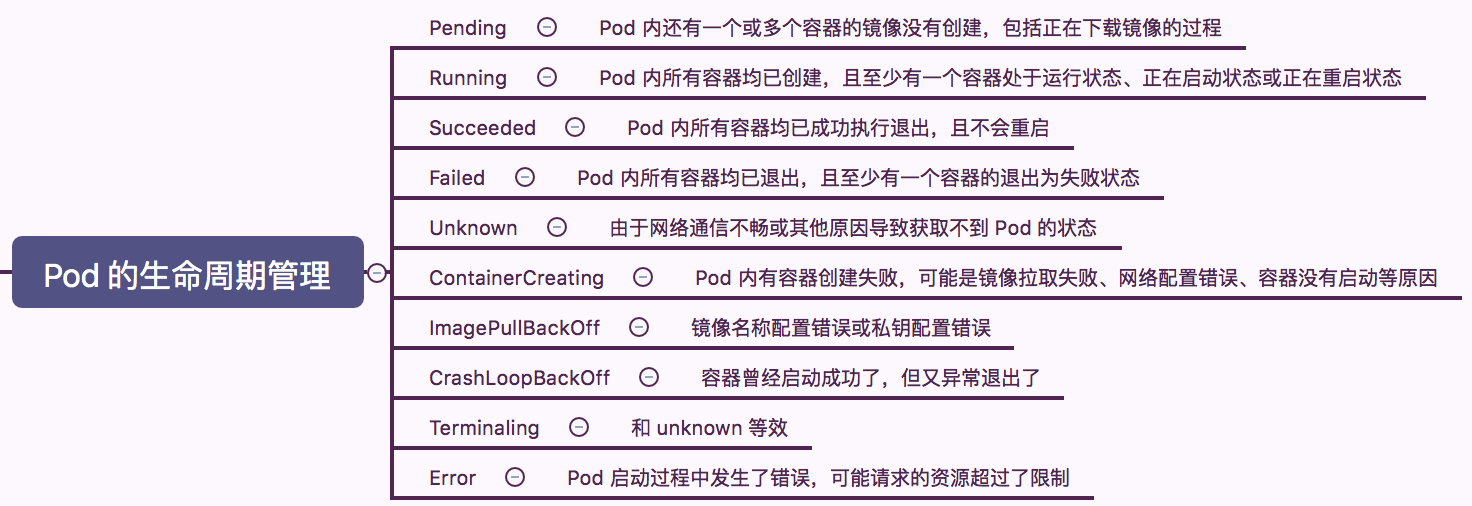 Pending Pod 内还有一个或多个容器的镜像没有创建，包括正在下载镜像的过程
Running Pod 内所有容器均已创建，且至少有一个容器处于运行状态、正在启动状态或正在重启状态
Succeeded Pod 内所有容器均已成功执行退出，且不会重启
Failed Pod 内所有容器均已退出，且至少有一个容器的退出为失败状态
Unknown 由于网络通信不畅或其他原因导致获取不到 Pod 的状态
Pod 的生命周期管理
ContainerCreating Pod 内有容器创建失败，可能是镜像拉取失败、网络配置错误、容器没有启动等原因
ImagePullBackOff 镜像名称配置错误或私钥配置错误
CrashLoopBackOff 容器曾经启动成功了，但又异常退出了
Terminaling 和 unknown 等效
Error Pod 启动过程中发生了错误，可能请求的资源超过了限制